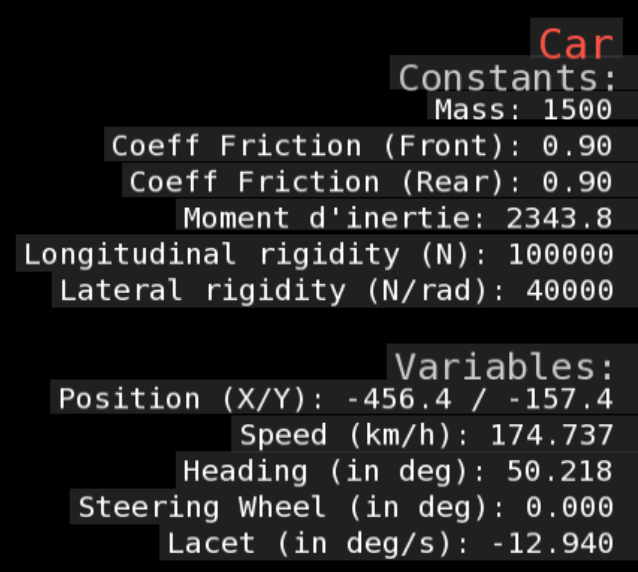 Car
Constants:
Mass: 1500
Coeff Friction (Front): 0.90
Coeff Friction (Rear): 0.90
Moment d'inertie: 2343.8
Longitudinal rigidity (N): 100000
Lateral rigidity (N/rad): 40000
Variables:
Position (X/Y): -456.4 / -157.4
Speed (km/h): 174.737
Heading (in deg): 50.218
Steering Wheel (in deg): 0.000
Lacet (in deg/s): -12.940